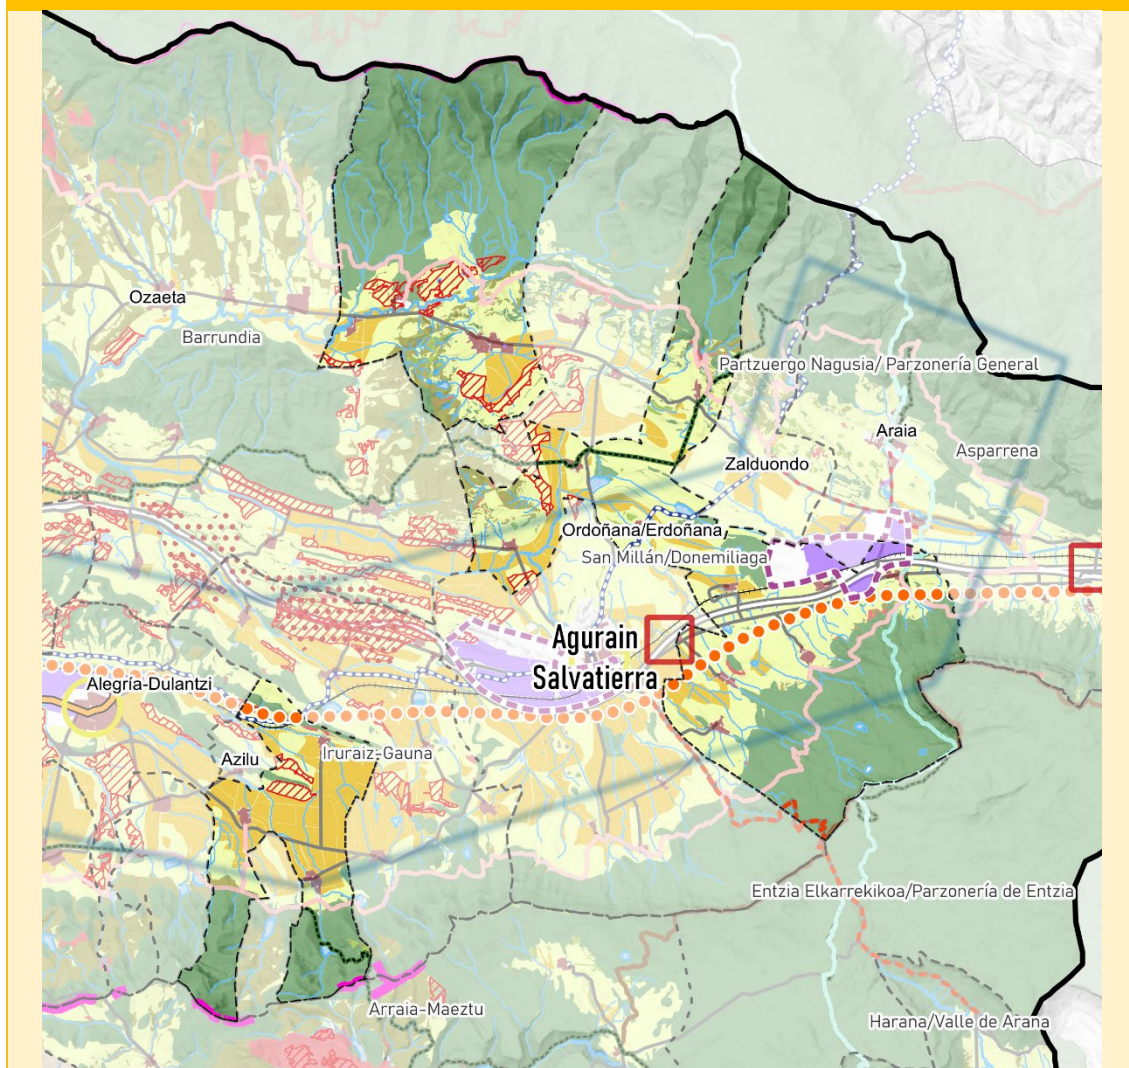 Ozaeta
Barrundia
Partzuergo Nagusia/ Parzonería General
Araia
Asparrena
Zalduondo
Ordoñana/Erdoñana
San Millán/Donemiliaga
Agurain
Salvatierra
Alegría-Dulantzi
Iruraiz-Gauna
Azilu
Entzia Elkarrekikoa/Parzonería de Entzia
Arraia-Maeztu
Harana/Valle de Arana